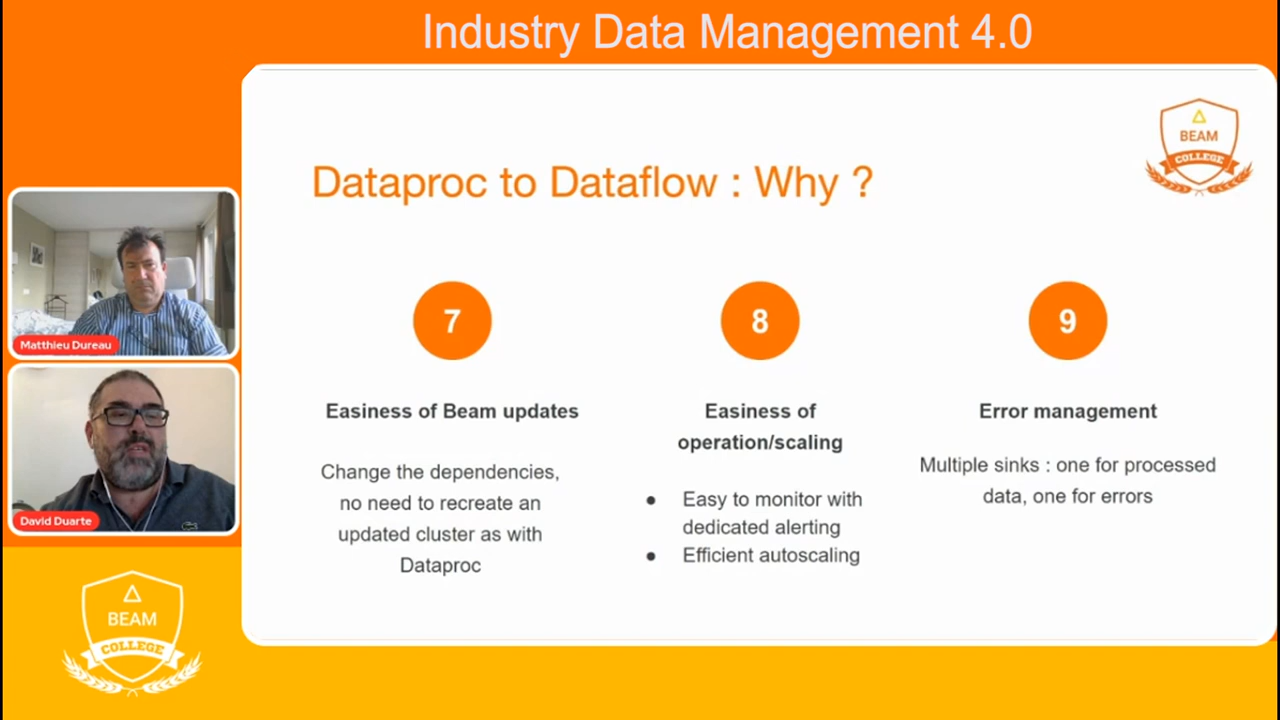 Industry Data Management 4.0
BEAM
COLLEGE
Dataproc to Dataflow : Why ?
7
8
9
Easiness of Beam updates
Change the dependencies,
no need to recreate an
updated cluster as with
Dataproc
Easiness of
operation/scaling
● Easy to monitor with
dedicated alerting
● Efficient autoscaling
Error management
Multiple sinks : one for processed
data, one for errors
Matthieu Dureau
David Duarte
BEAM
COLLEGE